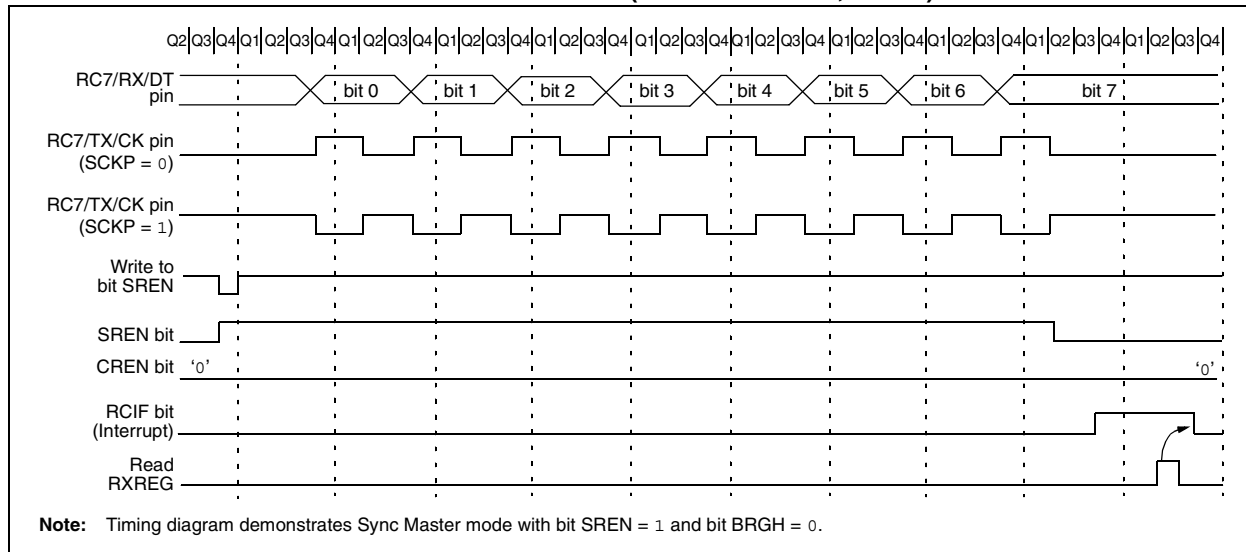 Q2 Q3 Q4 Q1 Q2 Q3 Q4 Q1 Q2 Q3 Q4 Q1 Q2 Q3 Q4 Q1 Q2 Q3 Q4 Q1 Q2 Q3 Q4 Q1 Q2 Q3 Q4 Q1 Q2 Q3 Q4 Q1 Q2 Q3 Q4 Q1 Q2 Q3 Q4 Q1 Q2 Q3 Q4
RC7/RX/DT
pin
bit 0 bit 1 bit 2 bit 3 bit 4 bit 5 bit 6 bit 7
RC7/TX/CK pin
(SCKP = 0)
RC7/TX/CK pin
(SCKP = 1)
Write to
bit SREN
SREN bit
CREN bit ‘0’ ‘0’
RCIF bit
(Interrupt)
Read
RXREG
Note: Timing diagram demonstrates Sync Master mode with bit SREN = 1 and bit BRGH = 0.